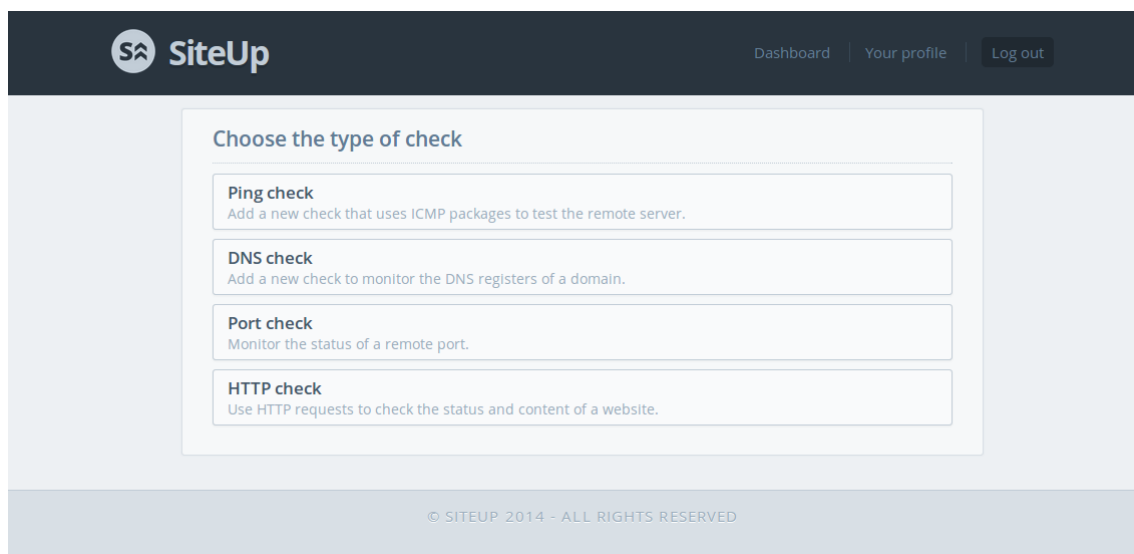 S SiteUp
Dashboard Your profile Log out
Choose the type of check
Ping check
Add a new check that uses ICMP packages to test the remote server.
DNS check
Add a new check to monitor the DNS registers of a domain.
Port check
Monitor the status of a remote port.
HTTP check
Use HTTP requests to check the status and content of a website.
© SITEUP 2014 - ALL RIGHTS RESERVED